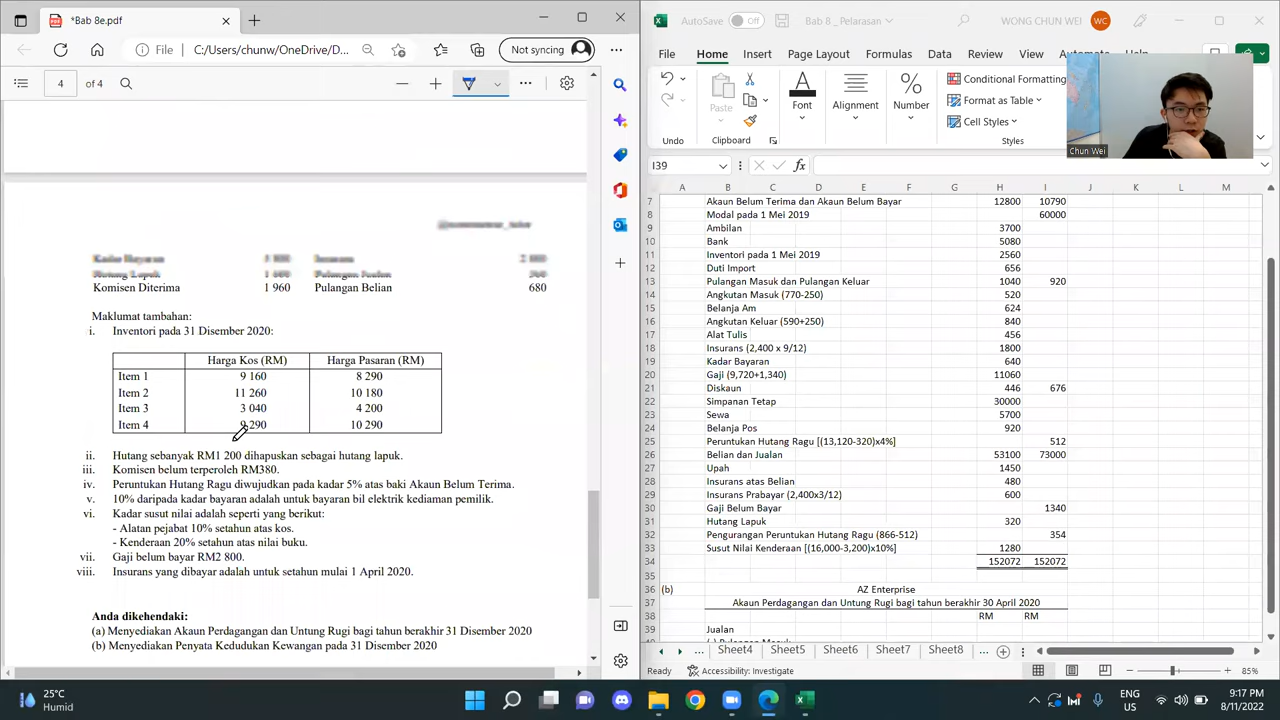 *Bab 8e.pdf
File
C:/Users/chunw/OneDrive/D...
Not syncing
4
of 4
Komisen Diterima 1 960 Pulangan Belian 680
Maklumat tambahan:
i. Inventori pada 31 Disember 2020:
Harga Kos (RM) Harga Pasaran (RM)
Item 1 9 160 8 290
Item 2 11 260 10 180
Item 3 3 040 4 200
Item 4 9 290 10 290
ii. Hutang sebanyak RM1 200 dihapuskan sebagai hutang lapuk.
iii. Komisen belum terperoleh RM380.
iv. Peruntukan Hutang Ragu diwujudkan pada kadar 5% atas baki Akaun Belum Terima.
v. 10% daripada kadar bayaran adalah untuk bayaran bil elektrik kediaman pemilik.
vi. Kadar susut nilai adalah seperti yang berikut:
- Alatan pejabat 10% setahun atas kos.
- Kenderaan 20% setahun atas nilai buku.
vii. Gaji belum bayar RM2 800.
viii. Insurans yang dibayar adalah untuk setahun mulai 1 April 2020.
Anda dikehendaki:
(a) Menyediakan Akaun Perdagangan dan Untung Rugi bagi tahun berakhir 31 Disember 2020
(b) Menyediakan Penyata Kedudukan Kewangan pada 31 Disember 2020
AutoSave Off
Bab 8 _ Pelarasan
WONG CHUN WEI
WC
File Home Insert Page Layout Formulas Data Review View Automate
Undo
Paste
Clipboard
Font
Alignment
Number
Conditional Formatting
Format as Table
Cell Styles
Styles
Chun Wei
I39
fx
A B C D E F G H I J K L M
7 Akaun Belum Terima dan Akaun Belum Bayar 12800 10790
8 Modal pada 1 Mei 2019 60000
9 Ambilan 3700
10 Bank 5080
11 Inventori pada 1 Mei 2019 2560
12 Duti Import 656
13 Pulangan Masuk dan Pulangan Keluar 1040 920
14 Angkutan Masuk (770-250) 520
15 Belanja Am 624
16 Angkutan Keluar (590+250) 840
17 Alat Tulis 456
18 Insurans (2,400 x 9/12) 1800
19 Kadar Bayaran 640
20 Gaji (9,720+1,340) 11060
21 Diskaun 446 676
22 Simpanan Tetap 30000
23 Sewa 5700
24 Belanja Pos 920
25 Peruntukan Hutang Ragu [(13,120-320)x4%] 512
26 Belian dan Jualan 53100 73000
27 Upah 1450
28 Insurans atas Belian 480
29 Insurans Prabayar (2,400x3/12) 600
30 Gaji Belum Bayar 1340
31 Hutang Lapuk 320
32 Pengurangan Peruntukan Hutang Ragu (866-512) 354
33 Susut Nilai Kenderaan [(16,000-3,200)x10%] 1280
34 152072 152072
35
36 (b) AZ Enterprise
37 Akaun Perdagangan dan Untung Rugi bagi tahun berakhir 30 April 2020
38 RM RM
39 Jualan
Sheet4 Sheet5 Sheet6 Sheet7 Sheet8 ...
Ready
Accessibility: Investigate
85%
25°C
Humid
ENG
US
9:17 PM
8/11/2022